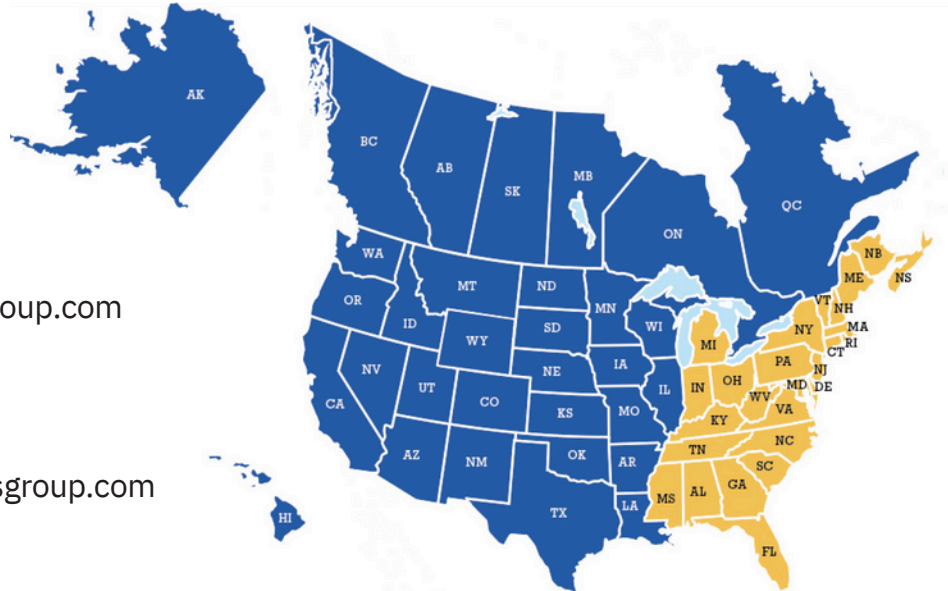 AK
BC
AB
SK
MB
ON
QC
NB
NS
ME
WA
MT
ND
MN
VT
NH
OR
ID
WY
SD
WI
MI
NY
MA
RI
CT
oup.com
NV
UT
CO
NE
IA
IL
IN
OH
PA
NJ
MD
DE
CA
KS
MO
KY
WV
VA
AZ
NM
OK
AR
TN
NC
SC
sgroup.com
HI
TX
LA
MS
AL
GA
FL